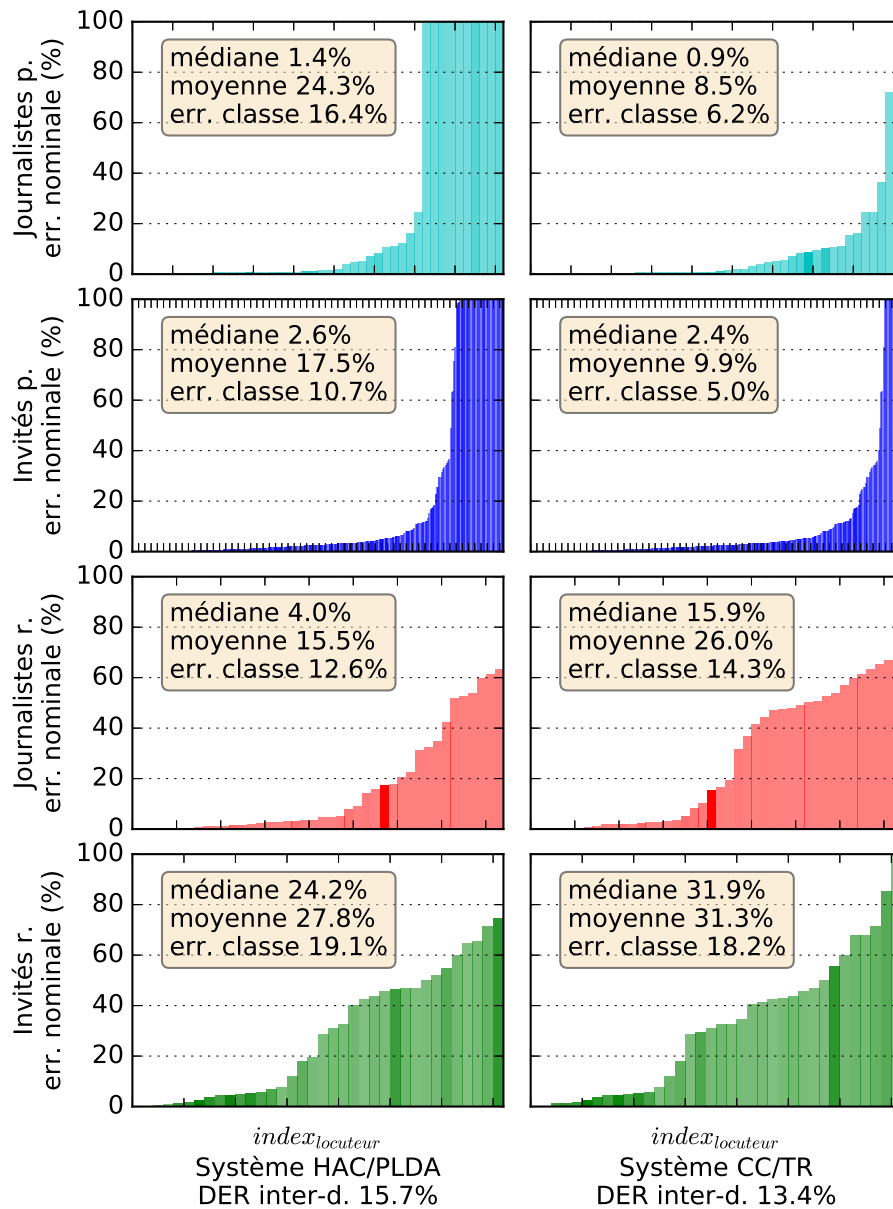 Journalistes p.
err. nominale (%)
100
80
60
40
20
0
médiane 1.4%
moyenne 24.3%
err. classe 16.4%
médiane 0.9%
moyenne 8.5%
err. classe 6.2%
Invités p.
err. nominale (%)
100
80
60
40
20
0
médiane 2.6%
moyenne 17.5%
err. classe 10.7%
médiane 2.4%
moyenne 9.9%
err. classe 5.0%
Journalistes r.
err. nominale (%)
100
80
60
40
20
0
médiane 4.0%
moyenne 15.5%
err. classe 12.6%
médiane 15.9%
moyenne 26.0%
err. classe 14.3%
Invités r.
err. nominale (%)
100
80
60
40
20
0
médiane 24.2%
moyenne 27.8%
err. classe 19.1%
médiane 31.9%
moyenne 31.3%
err. classe 18.2%
index_locuteur
Système HAC/PLDA
DER inter-d. 15.7%
index_locuteur
Système CC/TR
DER inter-d. 13.4%